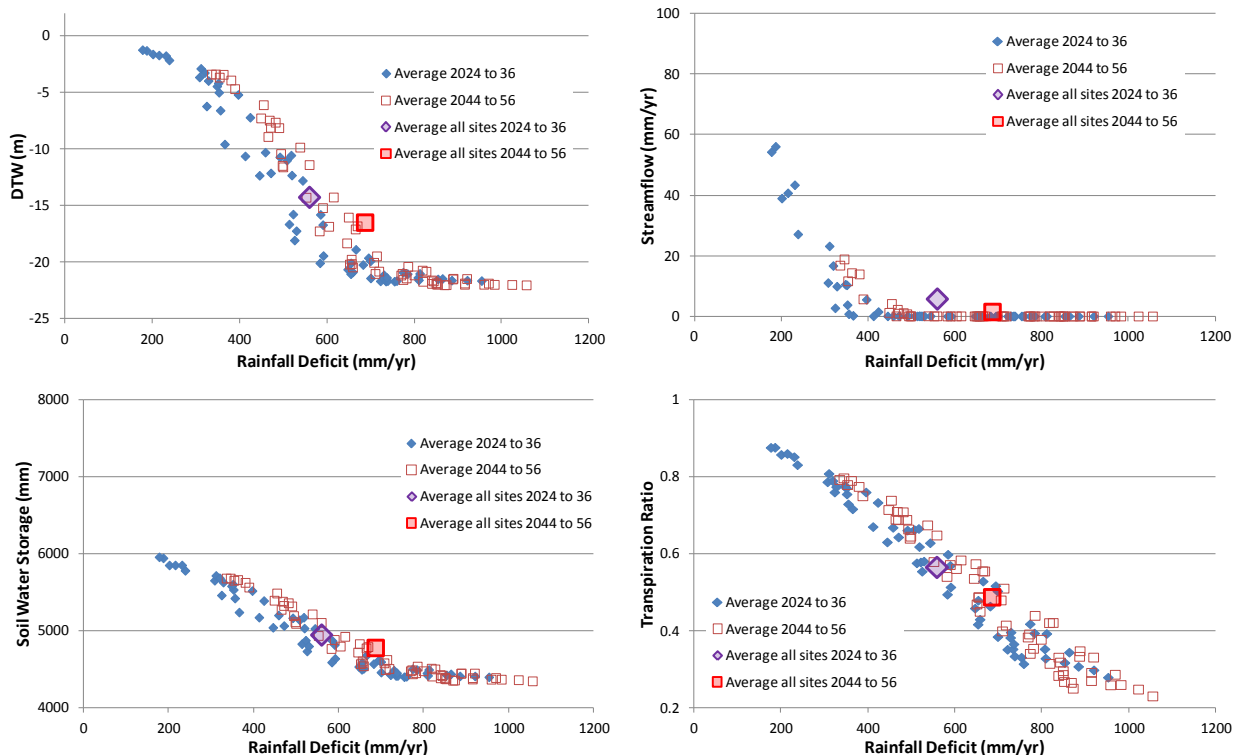 0
-5
-10
-15
-20
-25
DTW (m)
0
200
400
600
800
1000
1200
Rainfall Deficit (mm/yr)
Average 2024 to 36
Average 2044 to 56
Average all sites 2024 to 36
Average all sites 2044 to 56
100
80
60
40
20
0
Streamflow (mm/yr)
0
200
400
600
800
1000
1200
Rainfall Deficit (mm/yr)
Average 2024 to 36
Average 2044 to 56
Average all sites 2024 to 36
Average all sites 2044 to 56
8000
7000
6000
5000
4000
Soil Water Storage (mm)
0
200
400
600
800
1000
1200
Rainfall Deficit (mm/yr)
Average 2024 to 36
Average 2044 to 56
Average all sites 2024 to 36
Average all sites 2044 to 56
1
0.8
0.6
0.4
0.2
Transpiration Ratio
0
200
400
600
800
1000
1200
Rainfall Deficit (mm/yr)
Average 2024 to 36
Average 2044 to 56
Average all sites 2024 to 36
Average all sites 2044 to 56